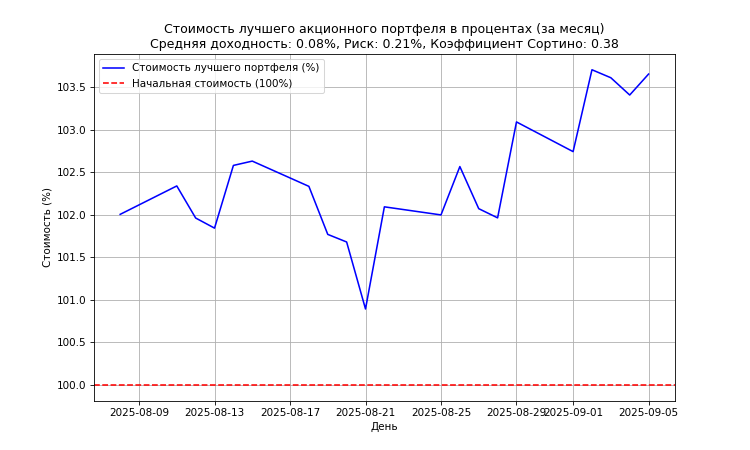 Стоимость лучшего акционного портфеля в процентах (за месяц)
Средняя доходность: 0.08%, Риск: 0.21%, Коэффициент Сортино: 0.38
Стоимость лучшего портфеля (%)
Начальная стоимость (100%)
Стоимость (%)
103.5
103.0
102.5
102.0
101.5
101.0
100.5
100.0
2025-08-09 2025-08-13 2025-08-17 2025-08-21 2025-08-25 2025-08-29 2025-09-01 2025-09-05
День